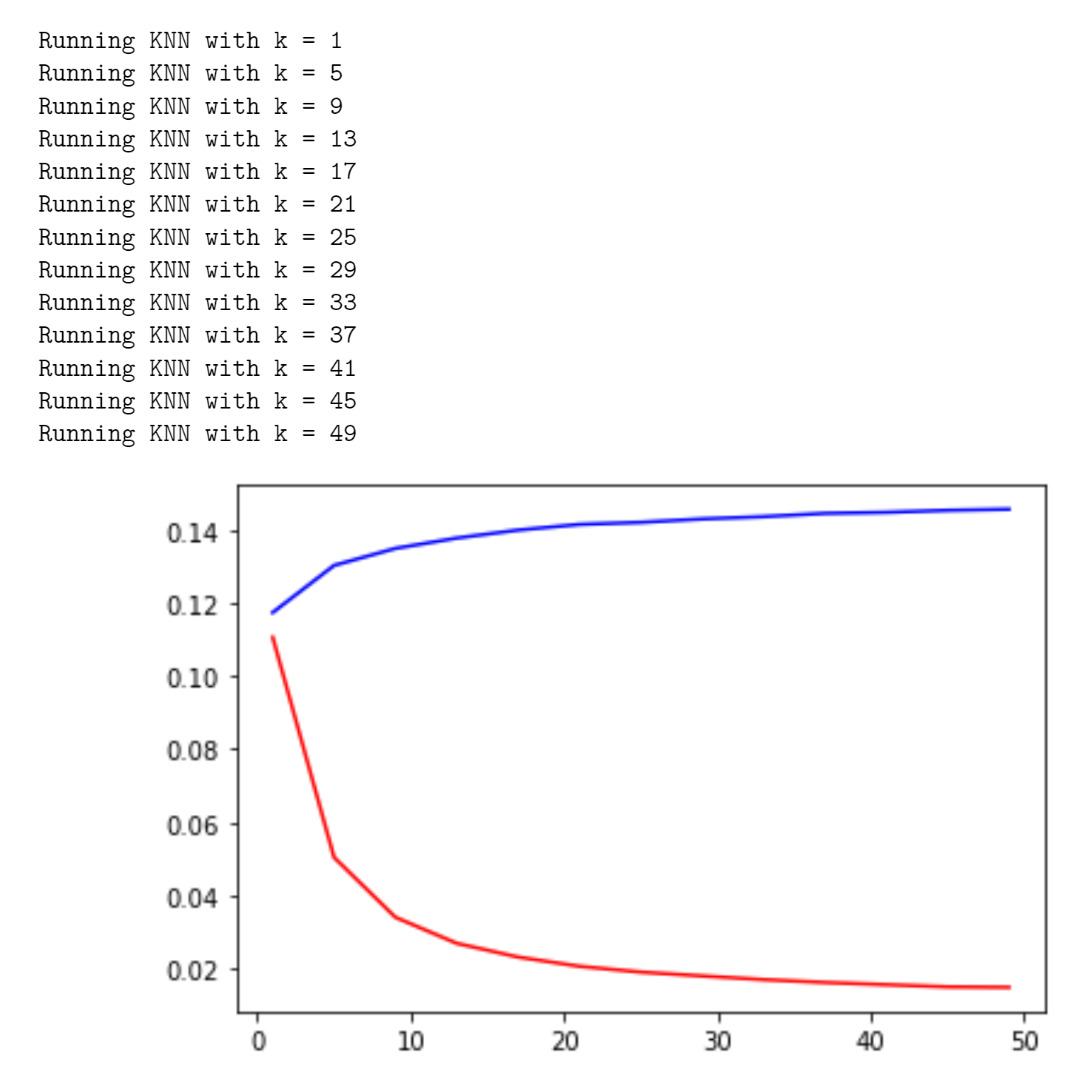 Running KNN with k = 1
Running KNN with k = 5
Running KNN with k = 9
Running KNN with k = 13
Running KNN with k = 17
Running KNN with k = 21
Running KNN with k = 25
Running KNN with k = 29
Running KNN with k = 33
Running KNN with k = 37
Running KNN with k = 41
Running KNN with k = 45
Running KNN with k = 49
0.14
0.12
0.10
0.08
0.06
0.04
0.02
0 10 20 30 40 50